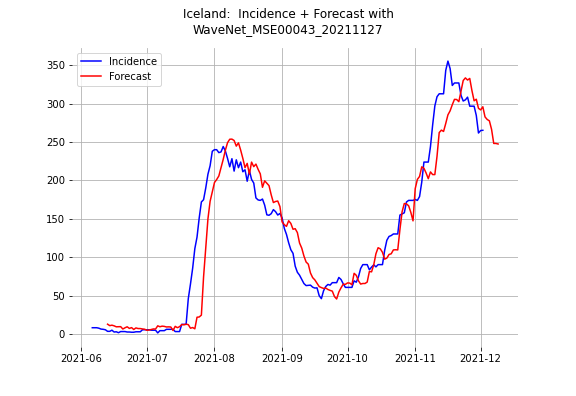 Iceland:  Incidence + Forecast with
WaveNet_MSE00043_20211127
Incidence
Forecast
350
300
250
200
150
100
50
0
2021-06 2021-07 2021-08 2021-09 2021-10 2021-11 2021-12